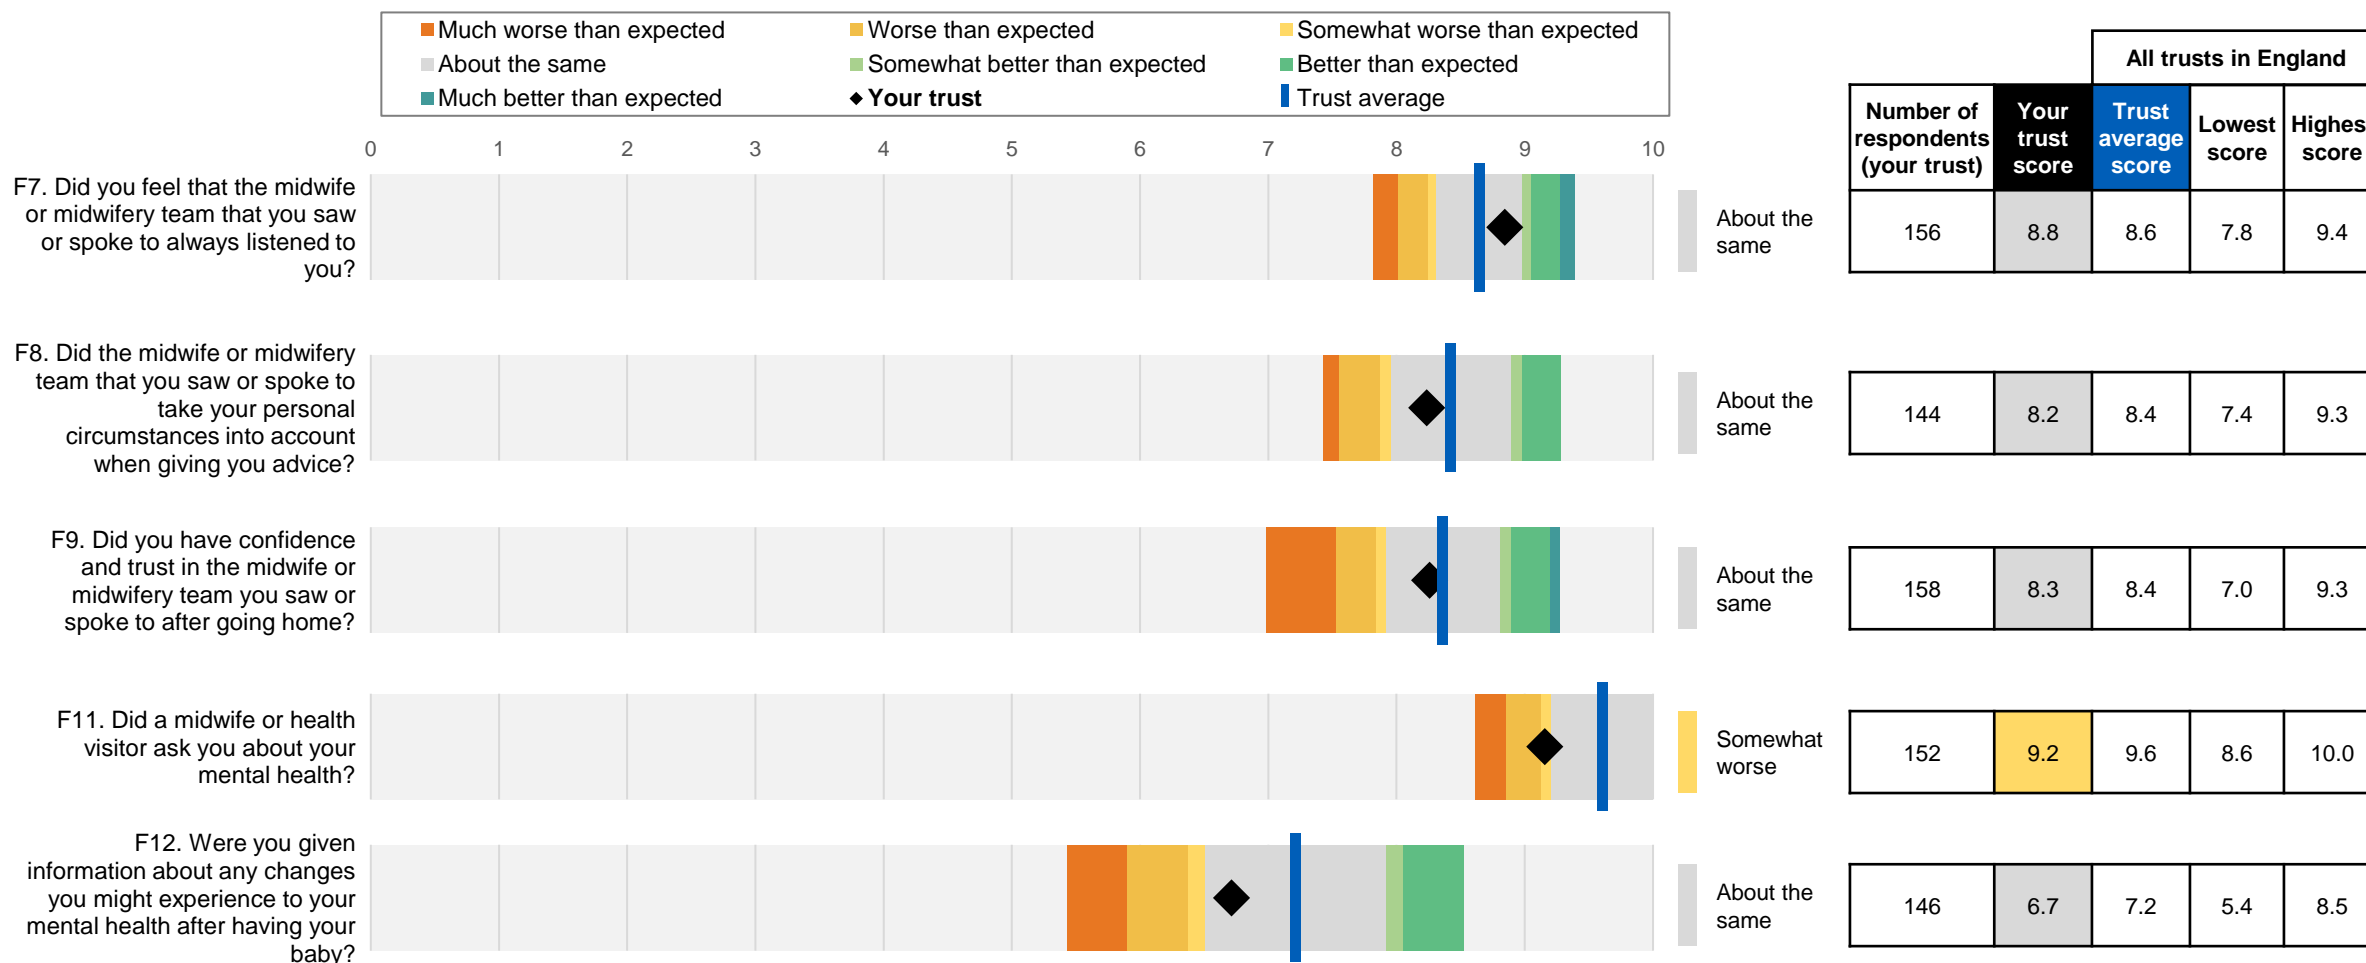 Much worse than expected
Worse than expected
Somewhat worse than expected
About the same
Somewhat better than expected
Better than expected
Much better than expected
Your trust
Trust average
All trusts in England
Number of respondents (your trust)
Your trust score
Trust average score
Lowest score
Highes score
0 1 2 3 4 5 6 7 8 9 10
F7. Did you feel that the midwife
or midwifery team that you saw
or spoke to always listened to
you?
About the
same
156 8.8 8.6 7.8 9.4
F8. Did the midwife or midwifery
team that you saw or spoke to
take your personal
circumstances into account
when giving you advice?
About the
same
144 8.2 8.4 7.4 9.3
F9. Did you have confidence
and trust in the midwife or
midwifery team you saw or
spoke to after going home?
About the
same
158 8.3 8.4 7.0 9.3
F11. Did a midwife or health
visitor ask you about your
mental health?
Somewhat
worse
152 9.2 9.6 8.6 10.0
F12. Were you given
information about any changes
you might experience to your
mental health after having your
baby?
About the
same
146 6.7 7.2 5.4 8.5